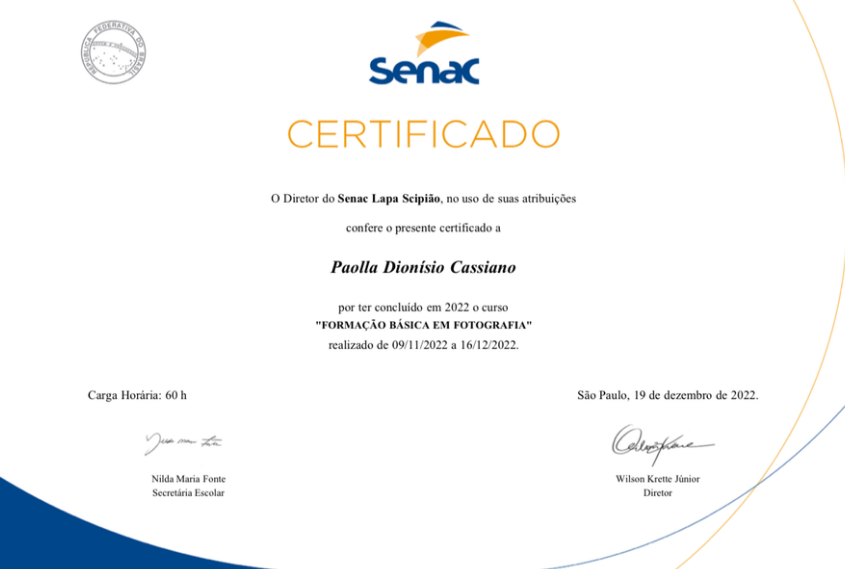 REPÚBLICA FEDERATIVA DO BRASIL
Senac
CERTIFICADO
O Diretor do Senac Lapa Scipião, no uso de suas atribuições
confere o presente certificado a
Paolla Dionísio Cassiano
por ter concluído em 2022 o curso
"FORMAÇÃO BÁSICA EM FOTOGRAFIA"
realizado de 09/11/2022 a 16/12/2022.
Carga Horária: 60 h
São Paulo, 19 de dezembro de 2022.
Nilda Maria Fonte
Secretária Escolar
Wilson Krette Júnior
Diretor